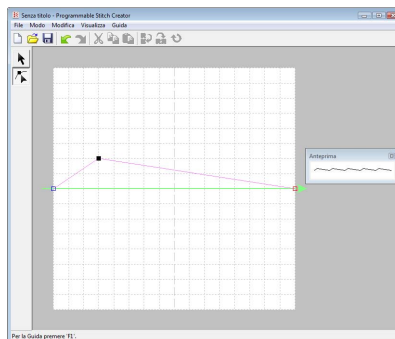 Senza titolo - Programmable Stitch Creator
File Modo Modifica Visualizza Guida
Anteprima
Per la Guida premere 'F1'.